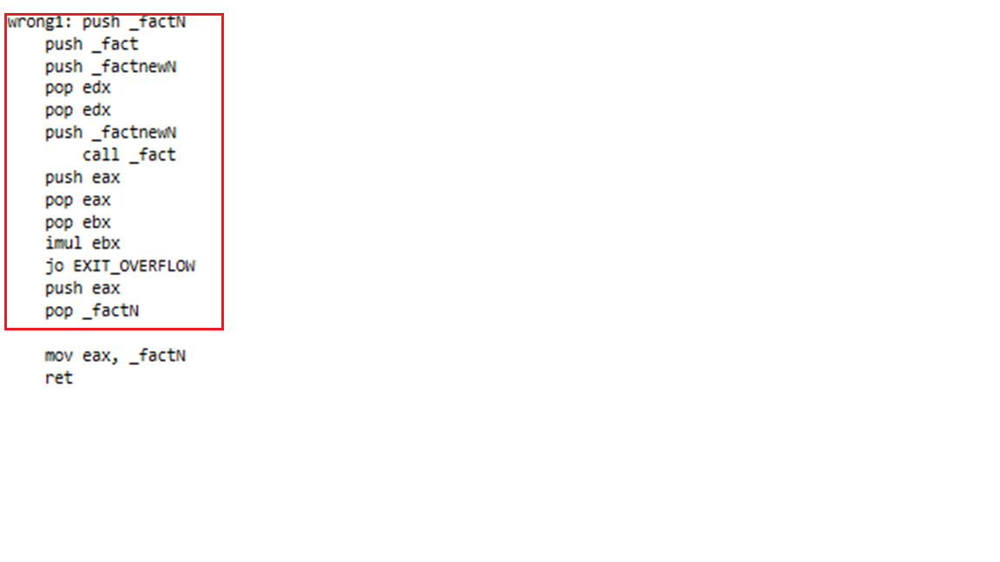 wrong1: push _factN
push _fact
push _factnewN
pop edx
pop edx
push _factnewN
call _fact
push eax
pop eax
pop ebx
imul ebx
jo EXIT_OVERFLOW
push eax
pop _factN
mov eax, _factN
ret